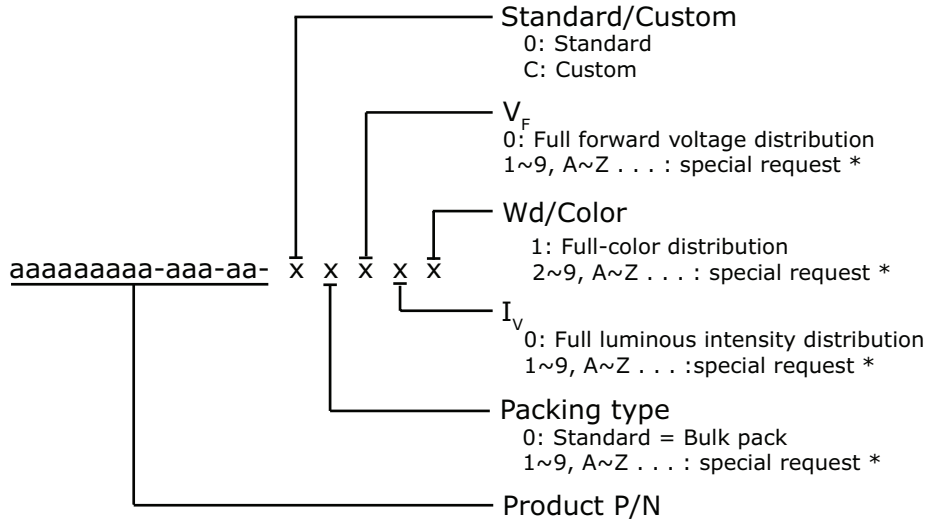 Standard/Custom
0: Standard
C: Custom
VF
0: Full forward voltage distribution
1~9, A~Z . . . : special request *
Wd/Color
1: Full-color distribution
2~9, A~Z . . . : special request *
aaaaaaaaa-aaa-aa- x x x x x
IV
0: Full luminous intensity distribution
1~9, A~Z . . . :special request *
Packing type
0: Standard = Bulk pack
1~9, A~Z . . . : special request *
Product P/N